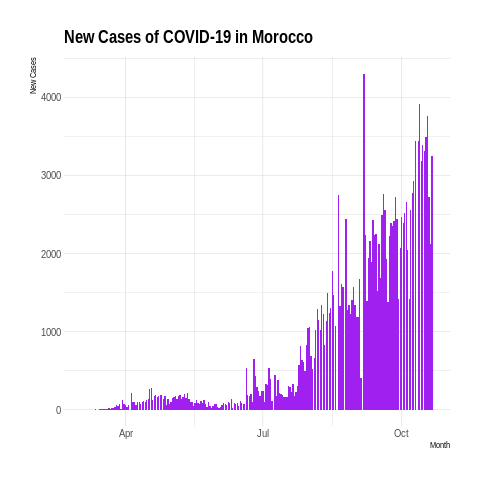 New Cases of COVID-19 in Morocco
New Cases
4000
3000
2000
1000
0
Apr
Jul
Oct
Month